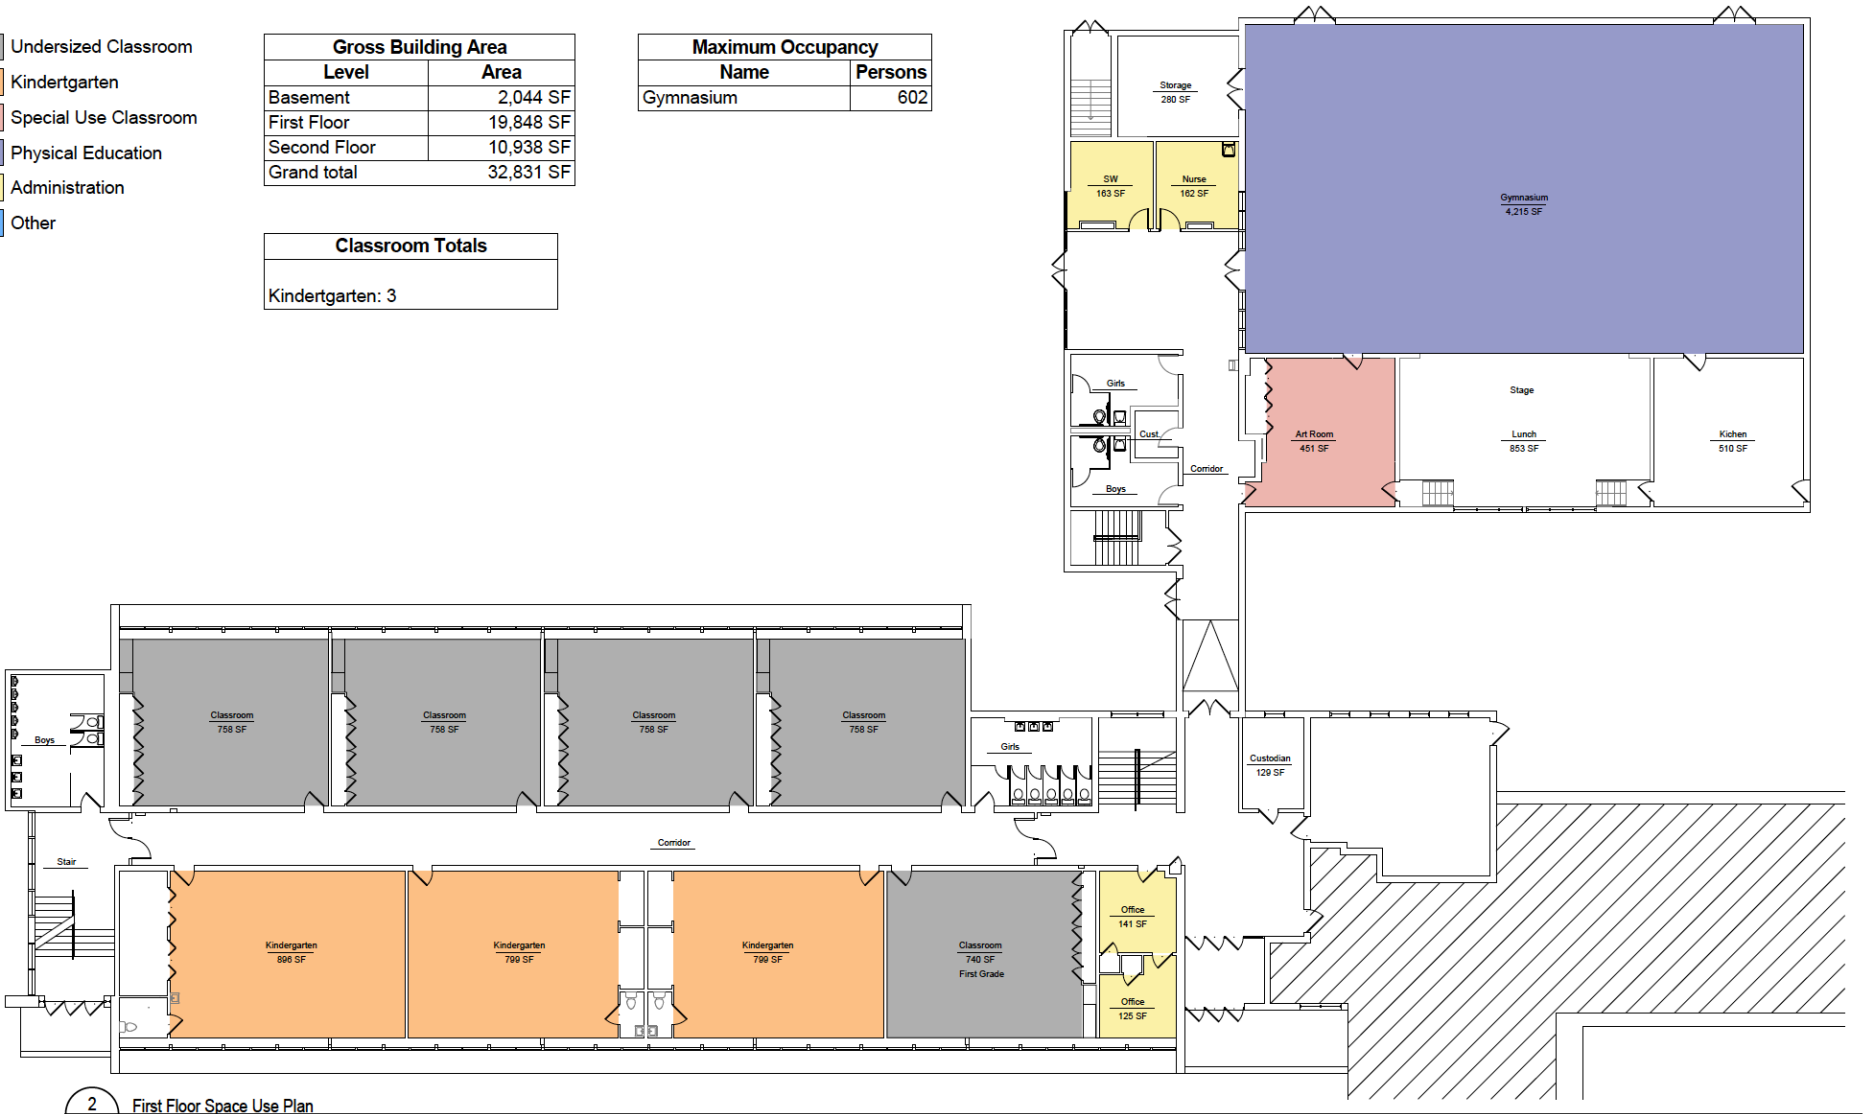 Undersized Classroom
Kindertgarten
Special Use Classroom
Physical Education
Administration
Other
Gross Building Area
Level Area
Basement 2,044 SF
First Floor 19,848 SF
Second Floor 10,938 SF
Grand total 32,831 SF
Classroom Totals
Kindertgarten: 3
Maximum Occupancy
Name Persons
Gymnasium 602
Storage
280 SF
SW
163 SF
Nurse
162 SF
Gymnasium
4,215 SF
Girls
Cust.
Boys
Corridor
Art Room
451 SF
Stage
Lunch
853 SF
Kichen
510 SF
Boys
Classroom
758 SF
Classroom
758 SF
Classroom
758 SF
Classroom
758 SF
Girls
Custodian
129 SF
Stair
Corridor
Kindergarten
896 SF
Kindergarten
799 SF
Kindergarten
799 SF
Classroom
740 SF
First Grade
Office
141 SF
Office
125 SF
2 First Floor Space Use Plan